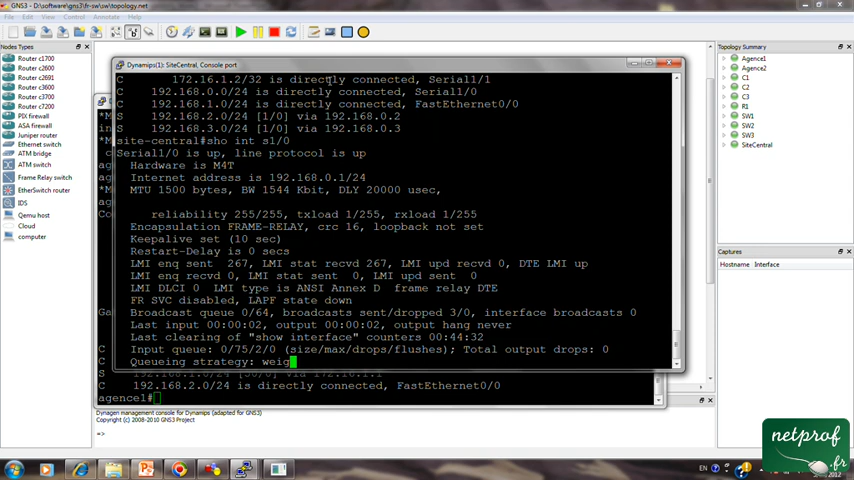 GNS3 - D:\software\gns3\fr-sw\sw\topology.net
File Edit View Control Annotate Help
Nodes Types
Router c1700
Router c2600
Router c2691
Router c3600
Router c3700
Router c7200
PIX firewall
ASA firewall
Juniper router
Ethernet switch
ATM bridge
ATM switch
Frame Relay switch
EtherSwitch router
IDS
Qemu host
Cloud
computer
Dynamips(1): SiteCentral, Console port
C 172.16.1.2/32 is directly connected, Serial1/1
C 192.168.0.0/24 is directly connected, Serial1/0
C 192.168.1.0/24 is directly connected, FastEthernet0/0
S 192.168.2.0/24 [1/0] via 192.168.0.2
S 192.168.3.0/24 [1/0] via 192.168.0.3
site-central#sho int s1/0
Serial1/0 is up, line protocol is up
Hardware is M4T
Internet address is 192.168.0.1/24
MTU 1500 bytes, BW 1544 Kbit, DLY 20000 usec,
reliability 255/255, txload 1/255, rxload 1/255
Encapsulation FRAME-RELAY, crc 16, loopback not set
Keepalive set (10 sec)
Restart-Delay is 0 secs
LMI enq sent 267, LMI stat recvd 267, LMI upd recvd 0, DTE LMI up
LMI enq recvd 0, LMI stat sent 0, LMI upd sent 0
LMI DLCI 0 LMI type is ANSI Annex D frame relay DTE
FR SVC disabled, LAPF state down
Broadcast queue 0/64, broadcasts sent/dropped 3/0, interface broadcasts 0
Last input 00:00:02, output 00:00:02, output hang never
Last clearing of "show interface" counters 00:44:32
Input queue: 0/75/2/0 (size/max/drops/flushes); Total output drops: 0
Queueing strategy: weig
C 192.168.2.0/24 is directly connected, FastEthernet0/0
agence1#
Dynagen management console for Dynamips (adapted for GNS3)
Copyright (c) 2008-2010 GNS3 Project
=>
Topology Summary
Agence1
Agence2
C1
C2
C3
R1
SW1
SW2
SW3
SiteCentral
Captures
Hostname Interface
netprof
.fr
EN